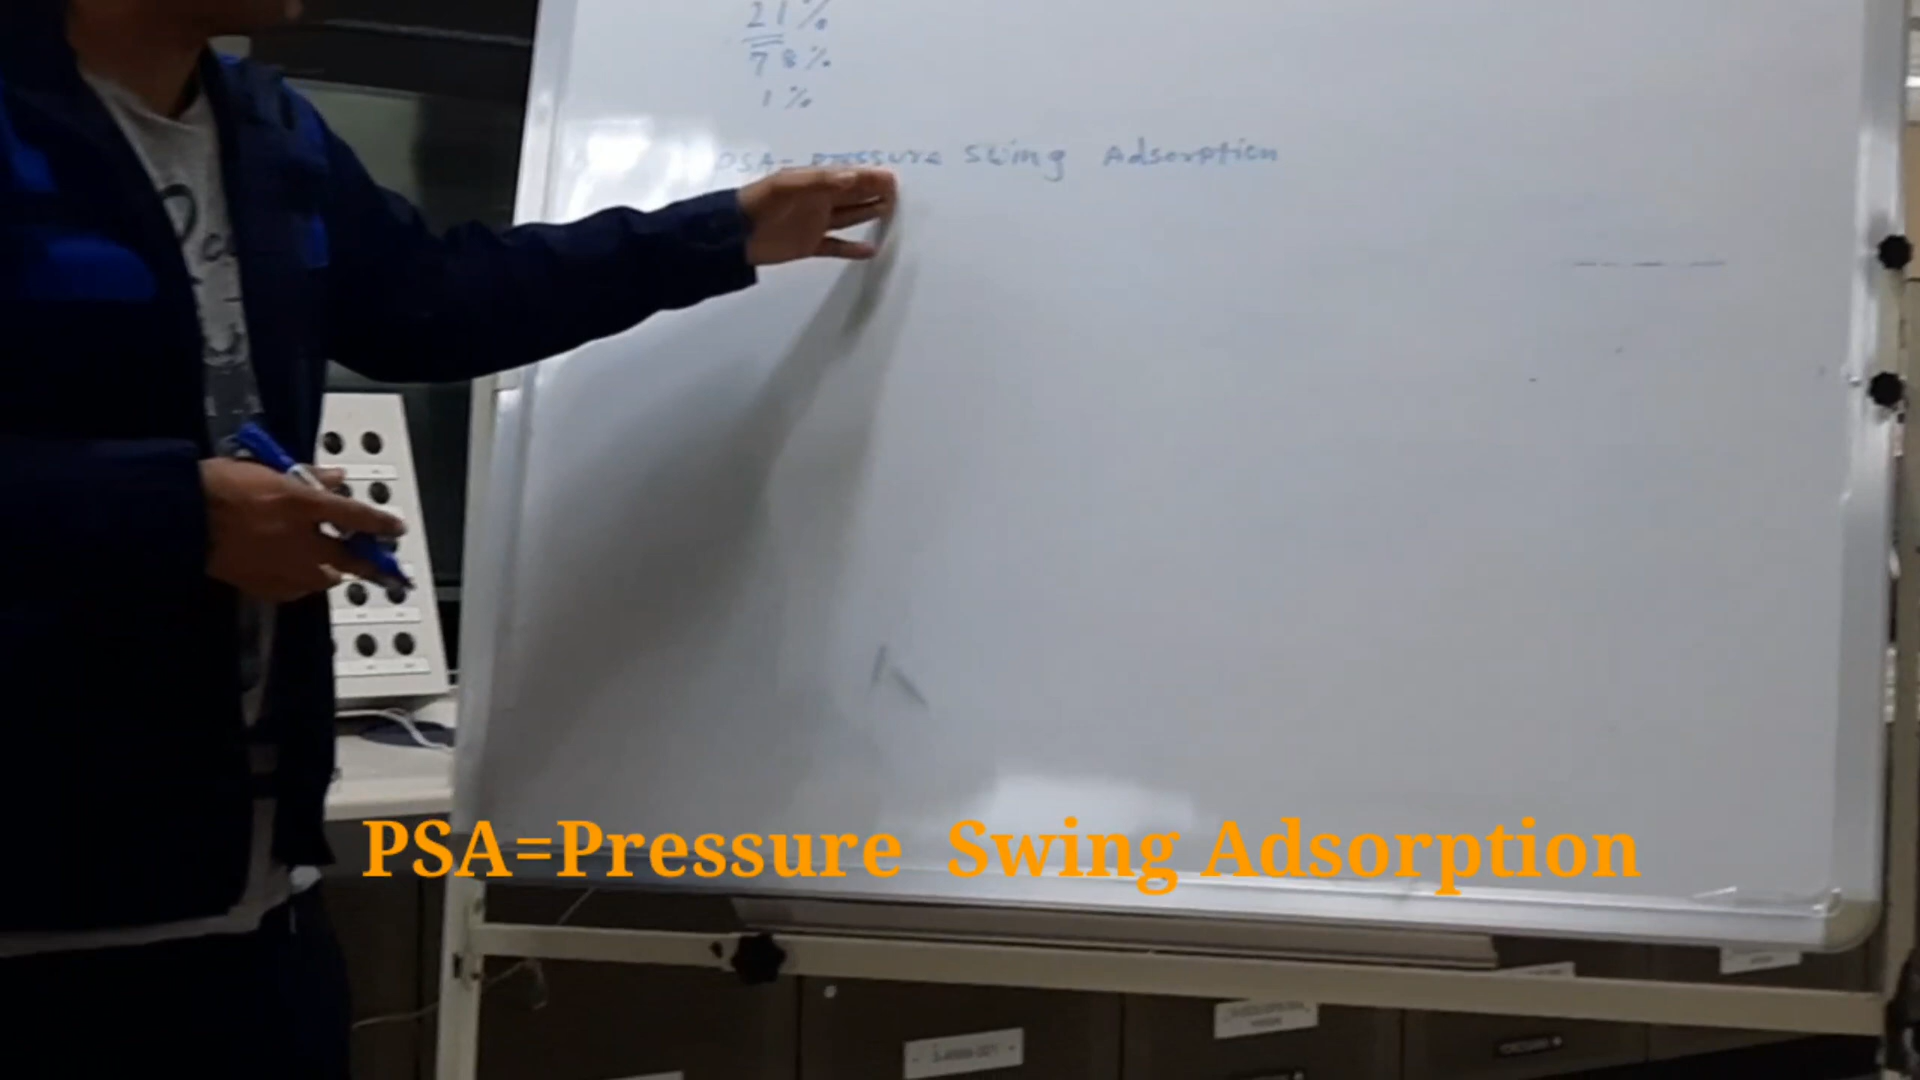 21%
78%
1%
PSA= Pressure Swing Adsorption
PSA=Pressure Swing Adsorption